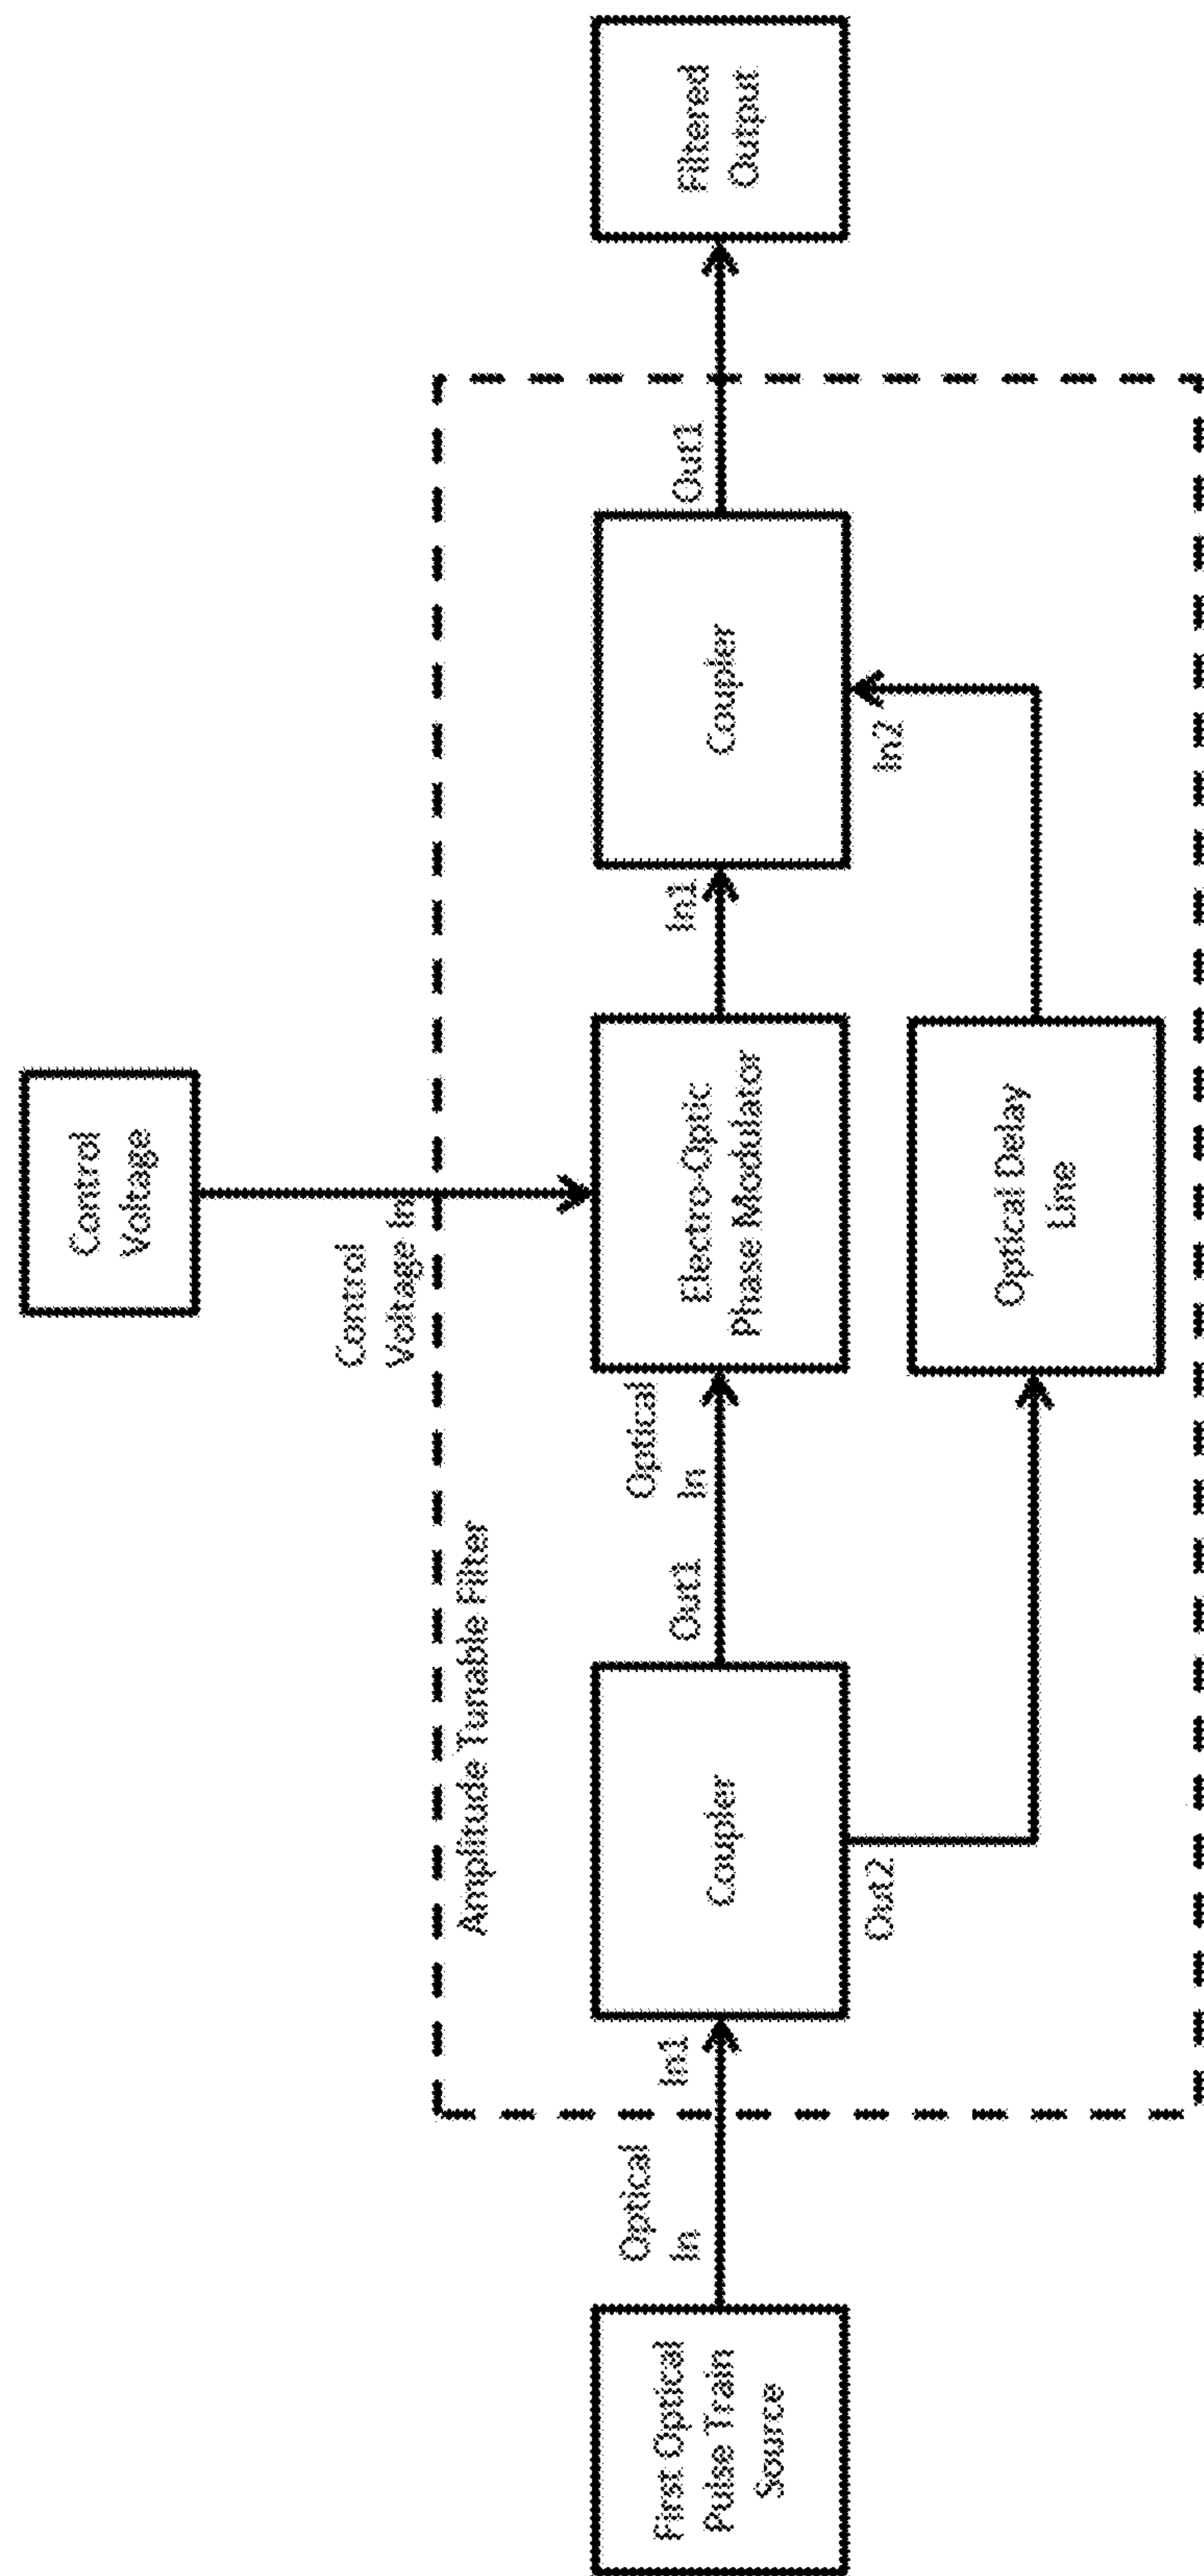 Control
Voltage
Control
Voltage In
Amplitude Tunable Filter
First Optical
Pulse Train
Source
Optical
In
In1
Coupler
Out1
Out2
Optical
In
Electro-Optic
Phase Modulator
Optical Delay
Line
In1
In2
Coupler
Out1
Filtered
Output